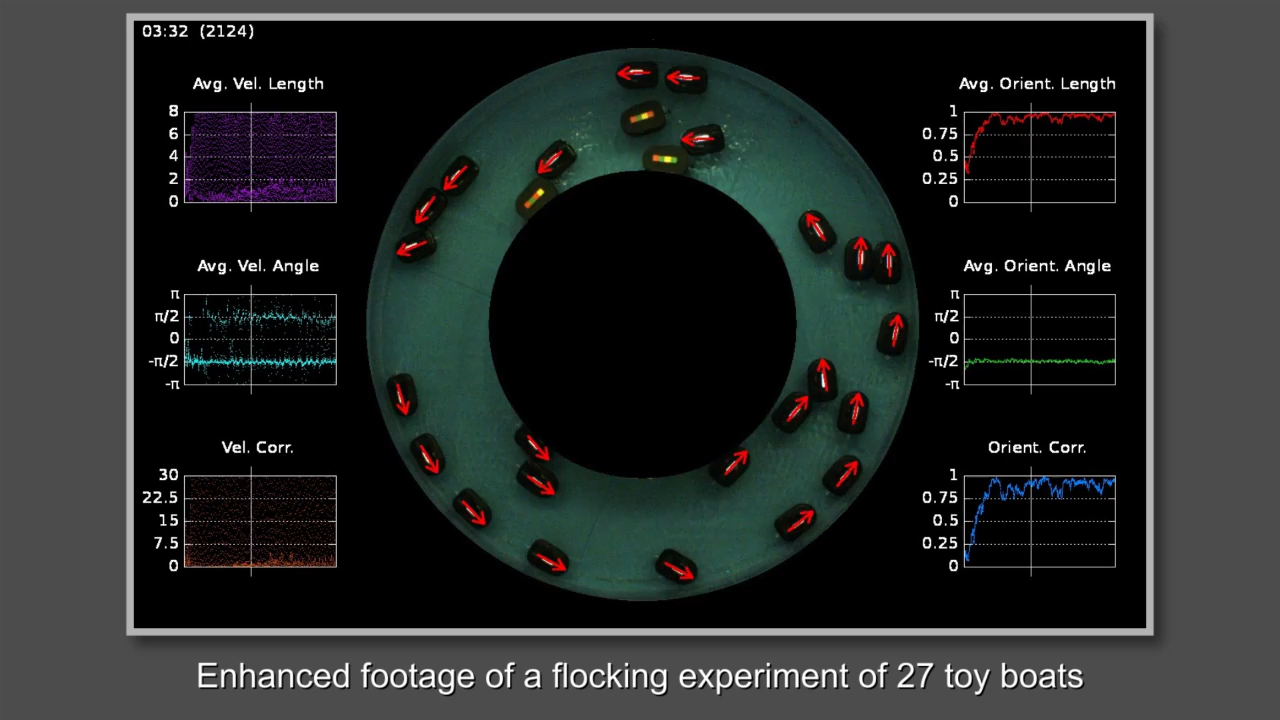 03:32 (2124)
Avg. Vel. Length
8
6
4
2
0
Avg. Vel. Angle
π
π/2
0
-π/2
-π
Vel. Corr.
30
22.5
15
7.5
0
Avg. Orient. Length
1
0.75
0.5
0.25
0
Avg. Orient. Angle
π
π/2
0
-π/2
-π
Orient. Corr.
1
0.75
0.5
0.25
0
Enhanced footage of a flocking experiment of 27 toy boats